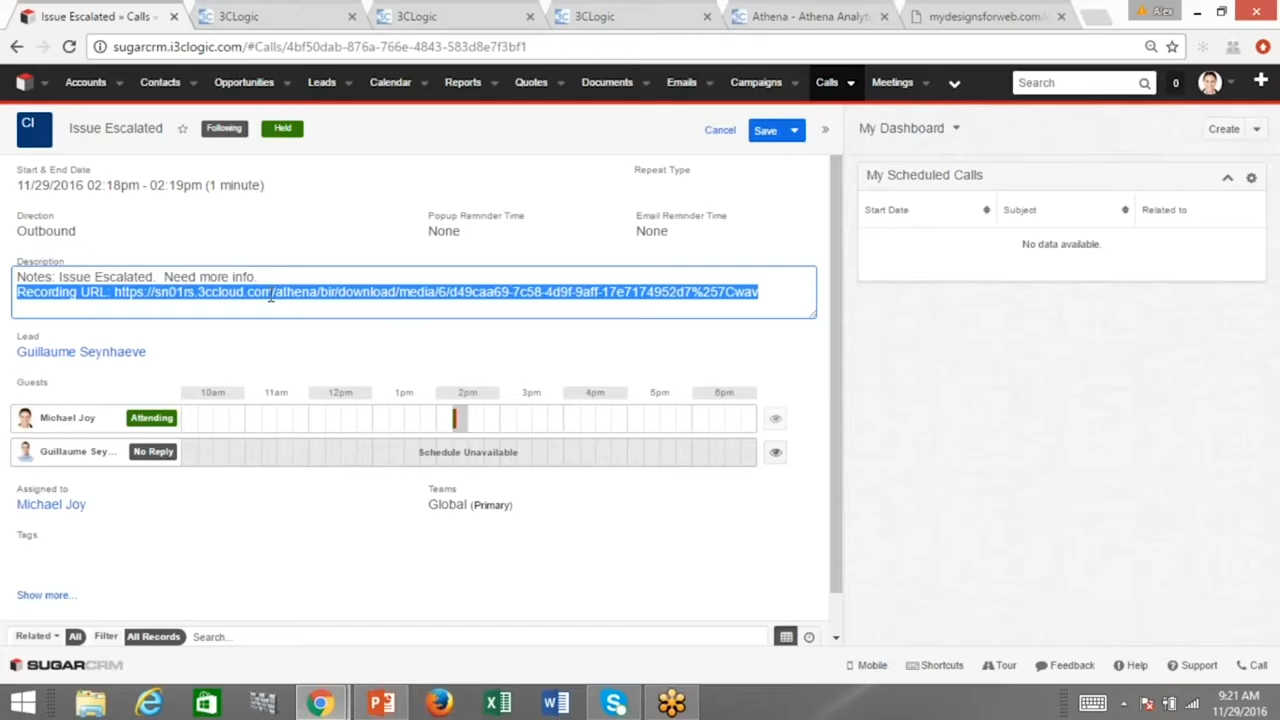 Issue Escalated » Calls »
3CLogic
3CLogic
3CLogic
Athena - Athena Analyt
mydesignsforweb.com/
Alex
sugarcrm.i3clogic.com/#Calls/4bf50dab-876a-766e-4843-583d8e7f3bf1
Accounts
Contacts
Opportunities
Leads
Calendar
Reports
Quotes
Documents
Emails
Campaigns
Calls
Meetings
Search
0
CI
Issue Escalated
Following
Held
Cancel
Save
My Dashboard
Create
Start & End Date
Repeat Type
11/29/2016 02:18pm - 02:19pm (1 minute)
My Scheduled Calls
Start Date
Subject
Related to
No data available.
Direction
Popup Reminder Time
Email Reminder Time
Outbound
None
None
Description
Notes: Issue Escalated. Need more info.
Recording URL: https://sn01rs.3ccloud.com/athena/bir/download/media/6/d49caa69-7c58-4d9f-9aff-17e7174952d7%257Cwav
Lead
Guillaume Seynhaeve
Guests
10am 11am 12pm 1pm 2pm 3pm 4pm 5pm 6pm
Michael Joy
Attending
Guillaume Sey...
No Reply
Schedule Unavailable
Assigned to
Teams
Michael Joy
Global (Primary)
Tags
Show more...
Related
All
Filter
All Records
Search...
SUGARCRM
Mobile
Shortcuts
Tour
Feedback
Help
Support
Call
9:21 AM
11/29/2016